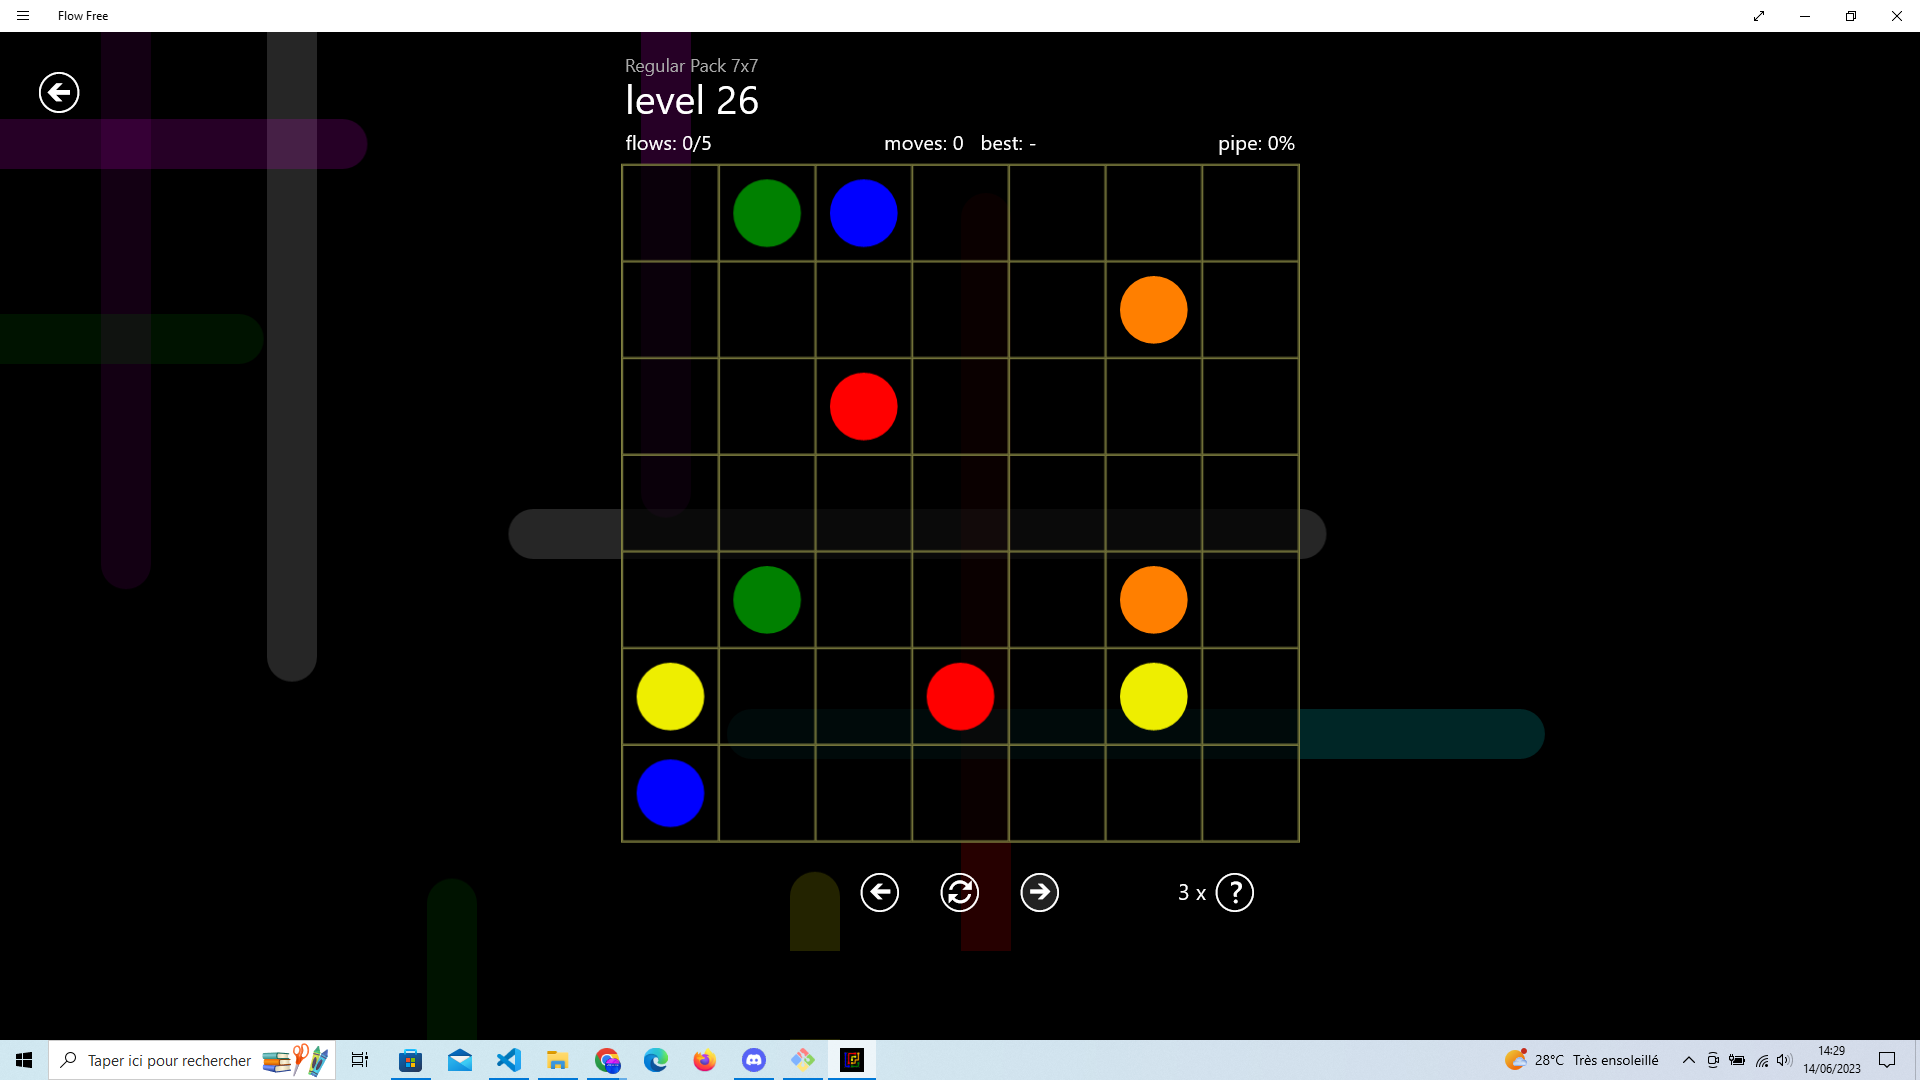 Flow Free
Regular Pack 7x7
level 26
flows: 0/5 moves: 0 best: - pipe: 0%
3 x ?
Taper ici pour rechercher
28°C Très ensoleillé
14:29
14/06/2023